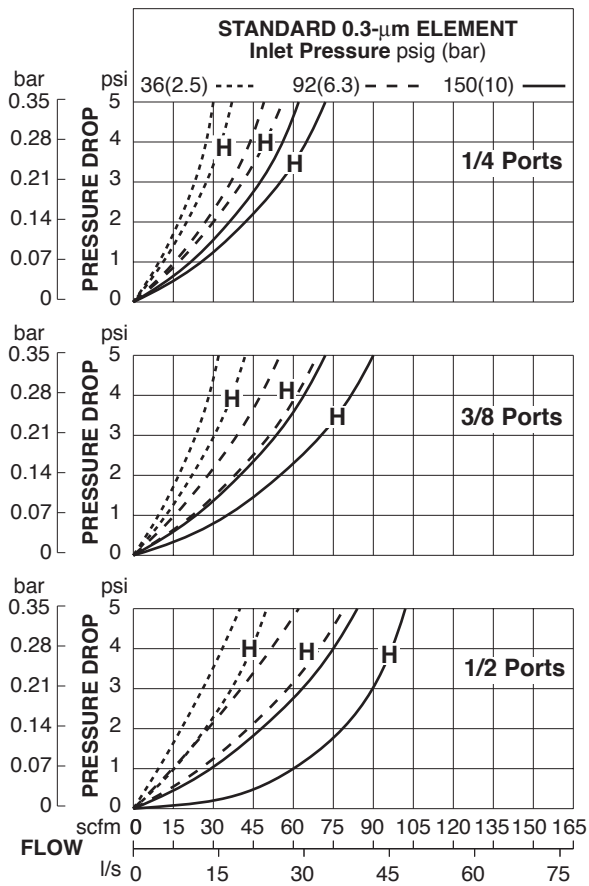 STANDARD 0.3-µm ELEMENT
Inlet Pressure psig (bar)
bar psi 36(2.5) 92(6.3) 150(10)
0.35 5
0.28 4
0.21 3
0.14 2
0.07 1
0 0
PRESSURE DROP
H H H
1/4 Ports
bar psi
0.35 5
0.28 4
0.21 3
0.14 2
0.07 1
0 0
PRESSURE DROP
H H H
3/8 Ports
bar psi
0.35 5
0.28 4
0.21 3
0.14 2
0.07 1
0 0
PRESSURE DROP
H H H
1/2 Ports
scfm 0 15 30 45 60 75 90 105 120 135 150 165
FLOW
l/s 0 15 30 45 60 75